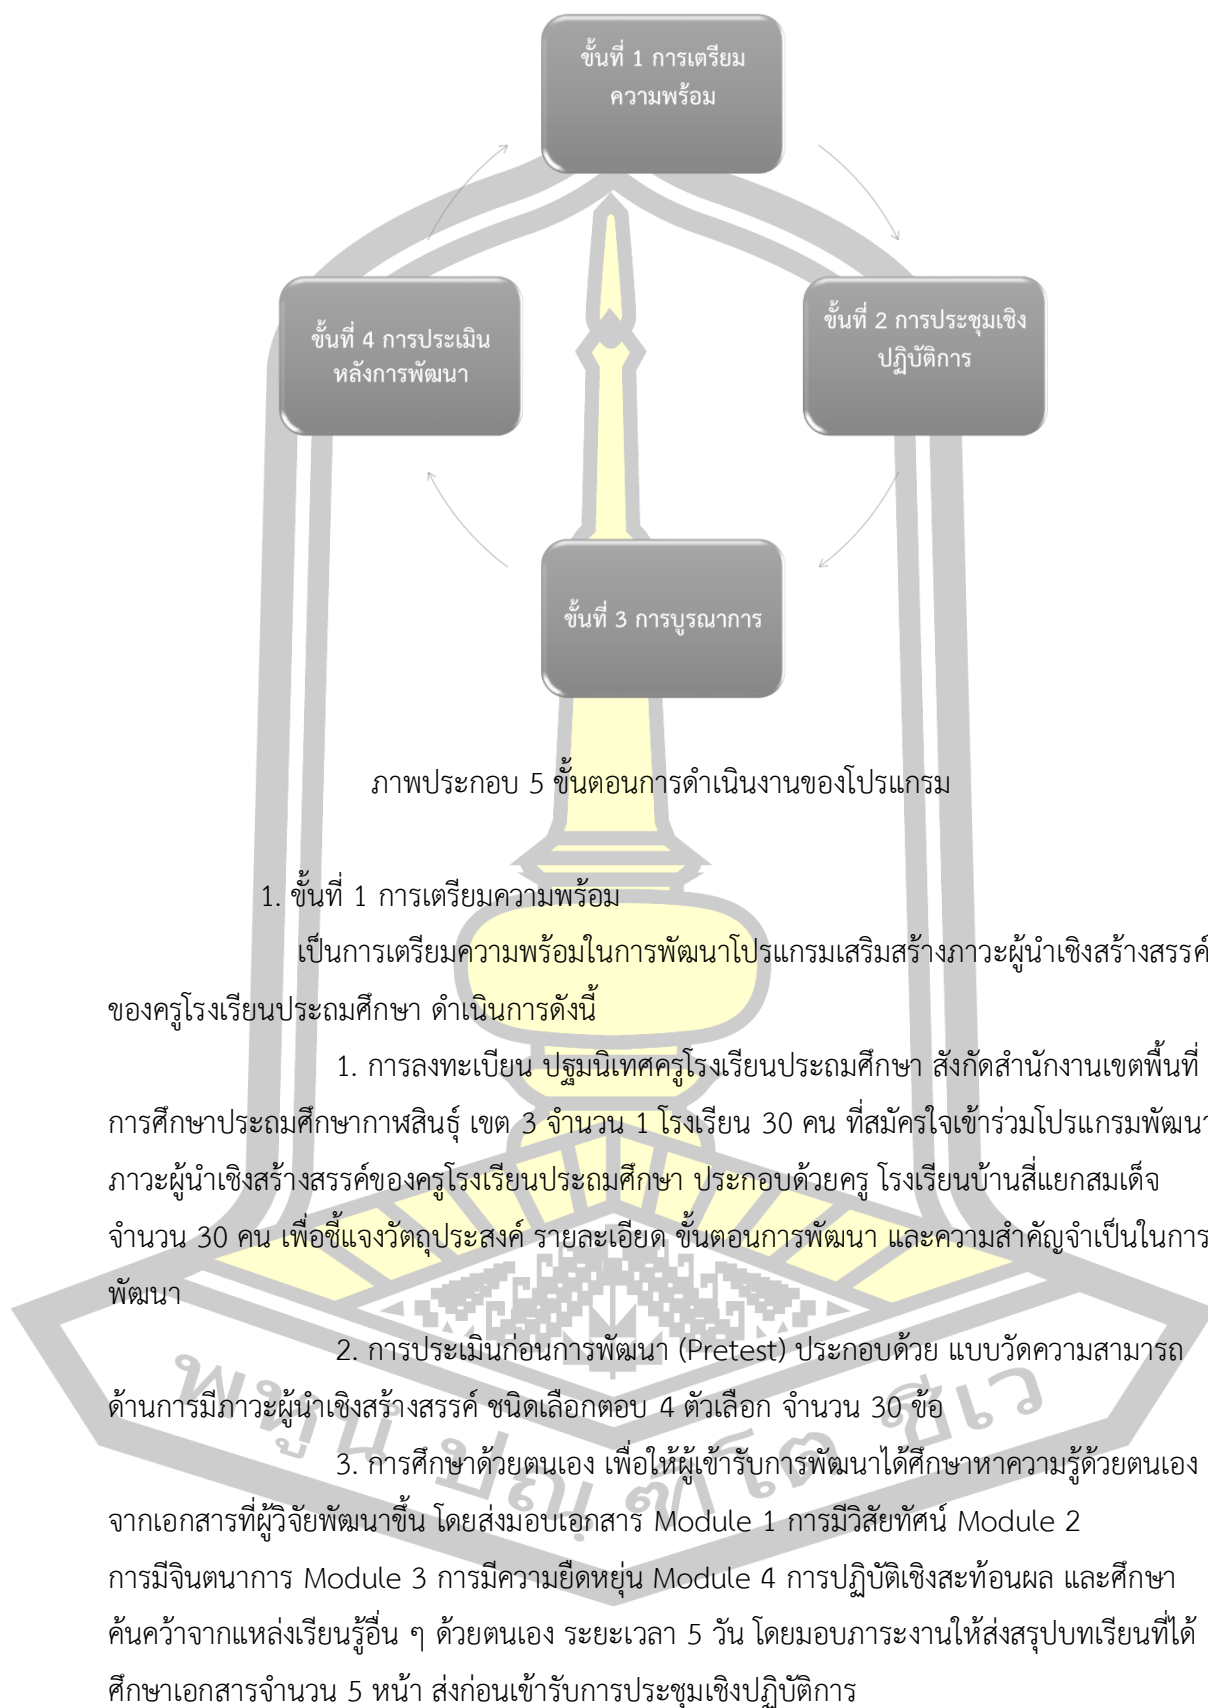 ขั้นที่ 1 การเตรียม
ความพร้อม
ขั้นที่ 4 การประเมิน
หลังการพัฒนา
ขั้นที่ 2 การประชุมเชิง
ปฏิบัติการ
ขั้นที่ 3 การบูรณาการ
ภาพประกอบ 5 ขั้นตอนการดำเนินงานของโปรแกรม
1. ขั้นที่ 1 การเตรียมความพร้อม
เป็นการเตรียมความพร้อมในการพัฒนาโปรแกรมเสริมสร้างภาวะผู้นำเชิงสร้างสรรค์
ของครูโรงเรียนประถมศึกษา ดำเนินการดังนี้
1. การลงทะเบียน ปฐมนิเทศครูโรงเรียนประถมศึกษา สังกัดสำนักงานเขตพื้นที่
การศึกษาประถมศึกษากาฬสินธุ์ เขต 3 จำนวน 1 โรงเรียน 30 คน ที่สมัครใจเข้าร่วมโปรแกรมพัฒนา
ภาวะผู้นำเชิงสร้างสรรค์ของครูโรงเรียนประถมศึกษา ประกอบด้วยครู โรงเรียนบ้านสี่แยกสมเด็จ
จำนวน 30 คน เพื่อชี้แจงวัตถุประสงค์ รายละเอียด ขั้นตอนการพัฒนา และความสำคัญจำเป็นในการ
พัฒนา
2. การประเมินก่อนการพัฒนา (Pretest) ประกอบด้วย แบบวัดความสามารถ
ด้านการมีภาวะผู้นำเชิงสร้างสรรค์ ชนิดเลือกตอบ 4 ตัวเลือก จำนวน 30 ข้อ
3. การศึกษาด้วยตนเอง เพื่อให้ผู้เข้ารับการพัฒนาได้ศึกษาหาความรู้ด้วยตนเอง
จากเอกสารที่ผู้วิจัยพัฒนาขึ้น โดยส่งมอบเอกสาร Module 1 การมีวิสัยทัศน์ Module 2
การมีจินตนาการ Module 3 การมีความยืดหยุ่น Module 4 การปฏิบัติเชิงสะท้อนผล และศึกษา
ค้นคว้าจากแหล่งเรียนรู้อื่น ๆ ด้วยตนเอง ระยะเวลา 5 วัน โดยมอบภาระงานให้ส่งสรุปบทเรียนที่ได้
ศึกษาเอกสารจำนวน 5 หน้า ส่งก่อนเข้ารับการประชุมเชิงปฏิบัติการ
พหูน ปณฺ ฑิโต ชีเว